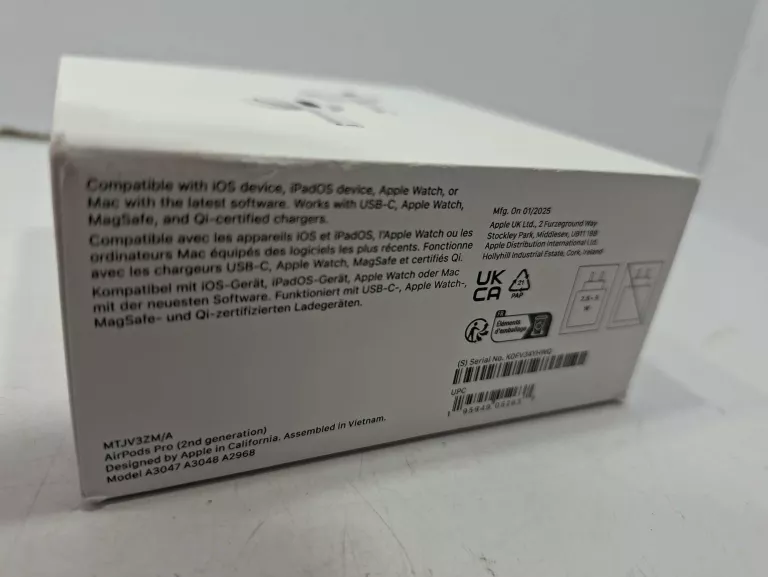 Compatible with iOS device, iPadOS device, Apple Watch, or
Mac with the latest software. Works with USB-C, Apple Watch,
MagSafe, and Qi-certified chargers.
Compatible avec les appareils iOS et iPadOS, l'Apple Watch ou les
ordinateurs Mac équipés des logiciels les plus récents. Fonctionne
avec les chargeurs USB-C, Apple Watch, MagSafe et certifiés Qi.
Kompatibel mit iOS-Gerät, iPadOS-Gerät, Apple Watch oder Mac
mit der neuesten Software. Funktioniert mit USB-C-, Apple Watch-,
MagSafe- und Qi-zertifizierten Ladegeräten.
MTJV3ZM/A
AirPods Pro (2nd generation)
Designed by Apple in California. Assembled in Vietnam.
Model A3047 A3048 A2968
Mfg. On 01/2025
Apple UK Ltd., 2 Furzeground Way
Stockley Park, Middlesex, UB11 1BB
Apple Distribution International Ltd.
Hollyhill Industrial Estate, Cork, Ireland
UK
CA
21
PAP
FR
Éléments
d'emballage
(S) Serial No.
UPC